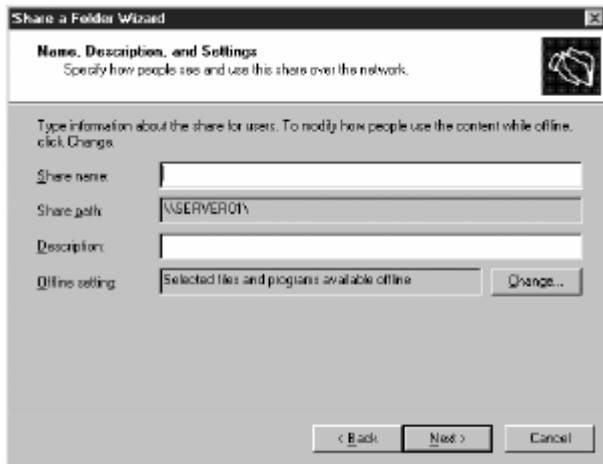 Share a Folder Wizard
Name, Description, and Settings
Specify how people see and use this share over the network.
Type information about the share for users. To modify how people use the content while offline,
click Change.
Share name:
Share path: \\SERVER01\
Description:
Offline setting: Selected files and programs available offline Change...
< Back Next > Cancel